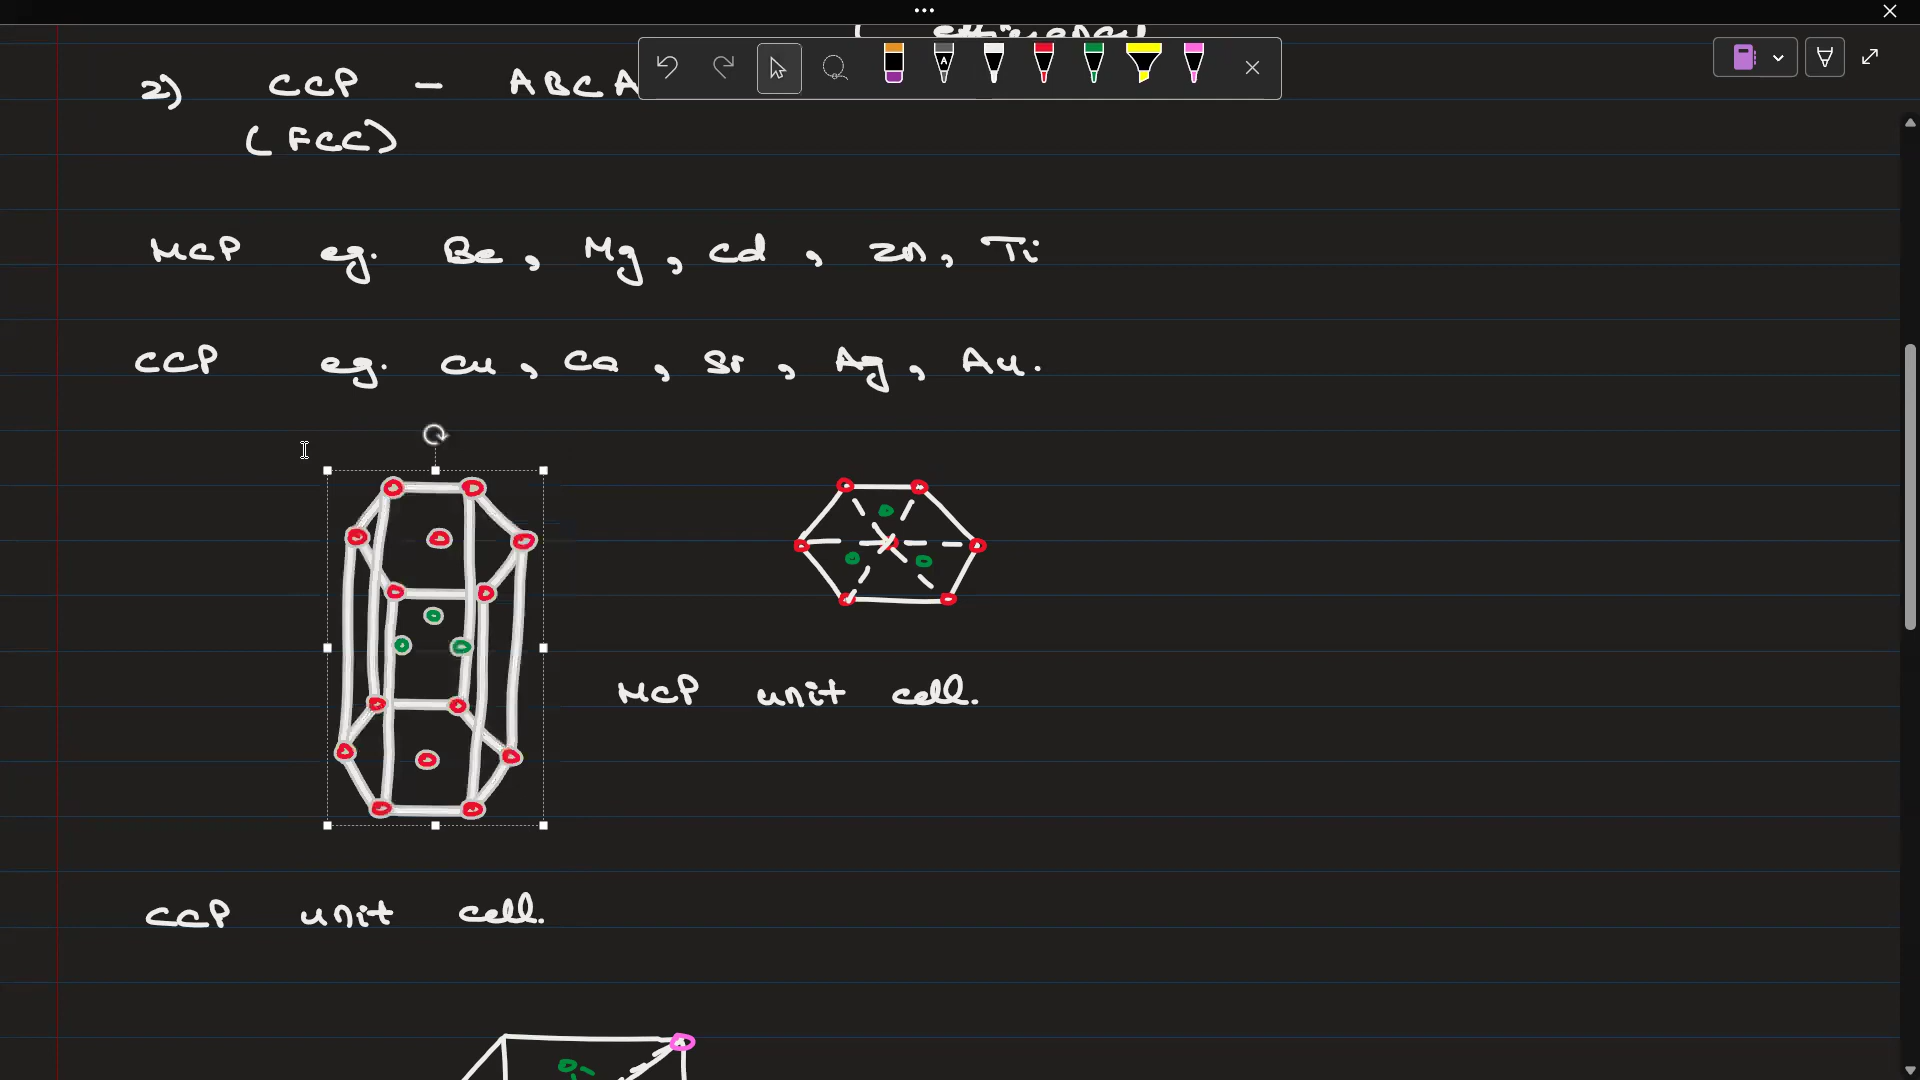 efficiency
2) CCP - ABCA
(FCC)
HCP eg. Be, Mg, Cd, Zn, Ti
CCP eg. Cu, Ca, Sr, Ag, Au.
HCP unit cell.
CCP unit cell.